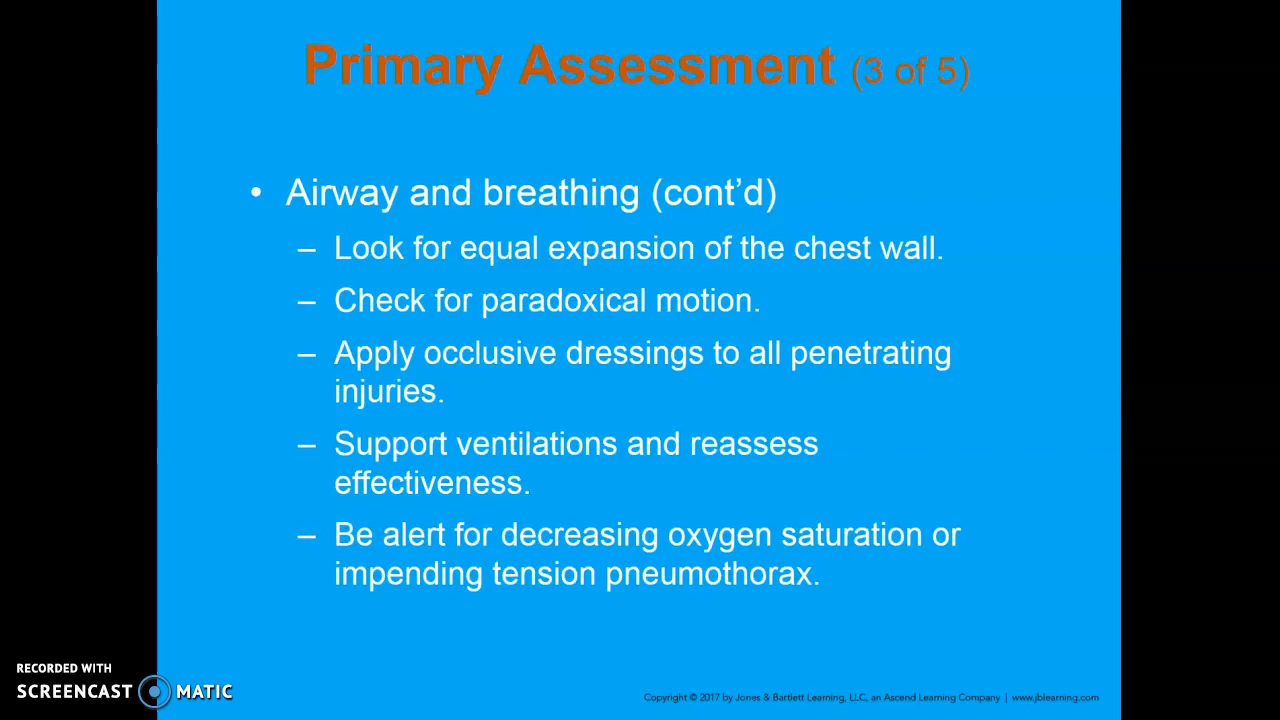 Primary Assessment (3 of 5)
• Airway and breathing (cont’d)
– Look for equal expansion of the chest wall.
– Check for paradoxical motion.
– Apply occlusive dressings to all penetrating
injuries.
– Support ventilations and reassess
effectiveness.
– Be alert for decreasing oxygen saturation or
impending tension pneumothorax.
RECORDED WITH
SCREENCAST MATIC
Copyright © 2017 by Jones & Bartlett Learning, LLC, an Ascend Learning Company | www.jblearning.com